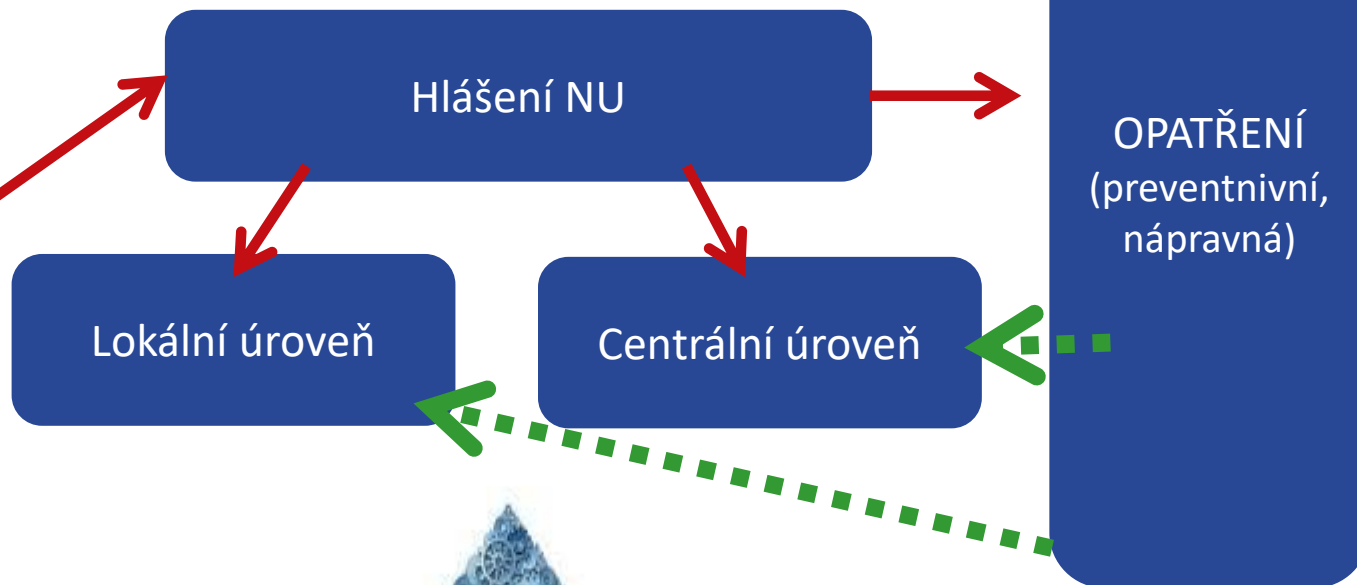 Hlášení NU
OPATŘENÍ
(preventnivní,
nápravná)
Lokální úroveň
Centrální úroveň